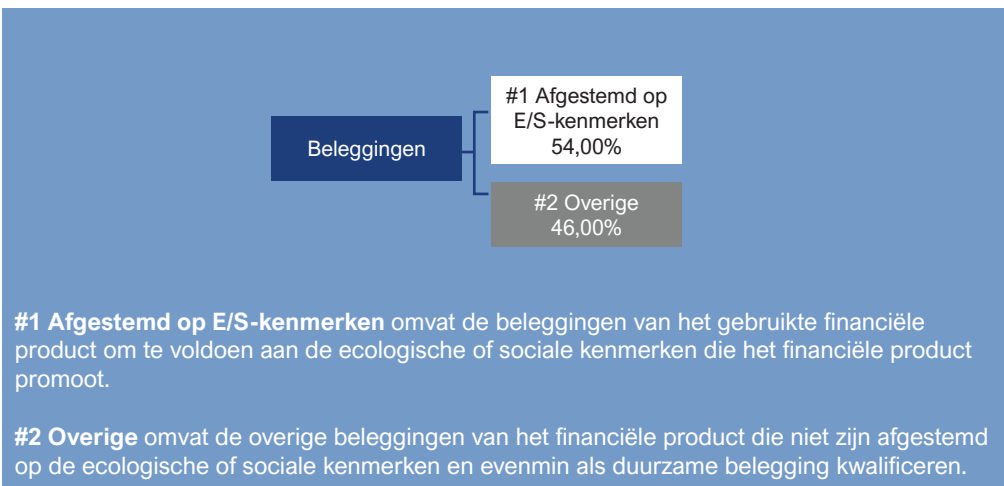 #1 Afgestemd op
E/S-kenmerken
54,00%
Beleggingen
#2 Overige
46,00%
#1 Afgestemd op E/S-kenmerken omvat de beleggingen van het gebruikte financiële
product om te voldoen aan de ecologische of sociale kenmerken die het financiële product
promoot.
#2 Overige omvat de overige beleggingen van het financiële product die niet zijn afgestemd
op de ecologische of sociale kenmerken en evenmin als duurzame belegging kwalificeren.